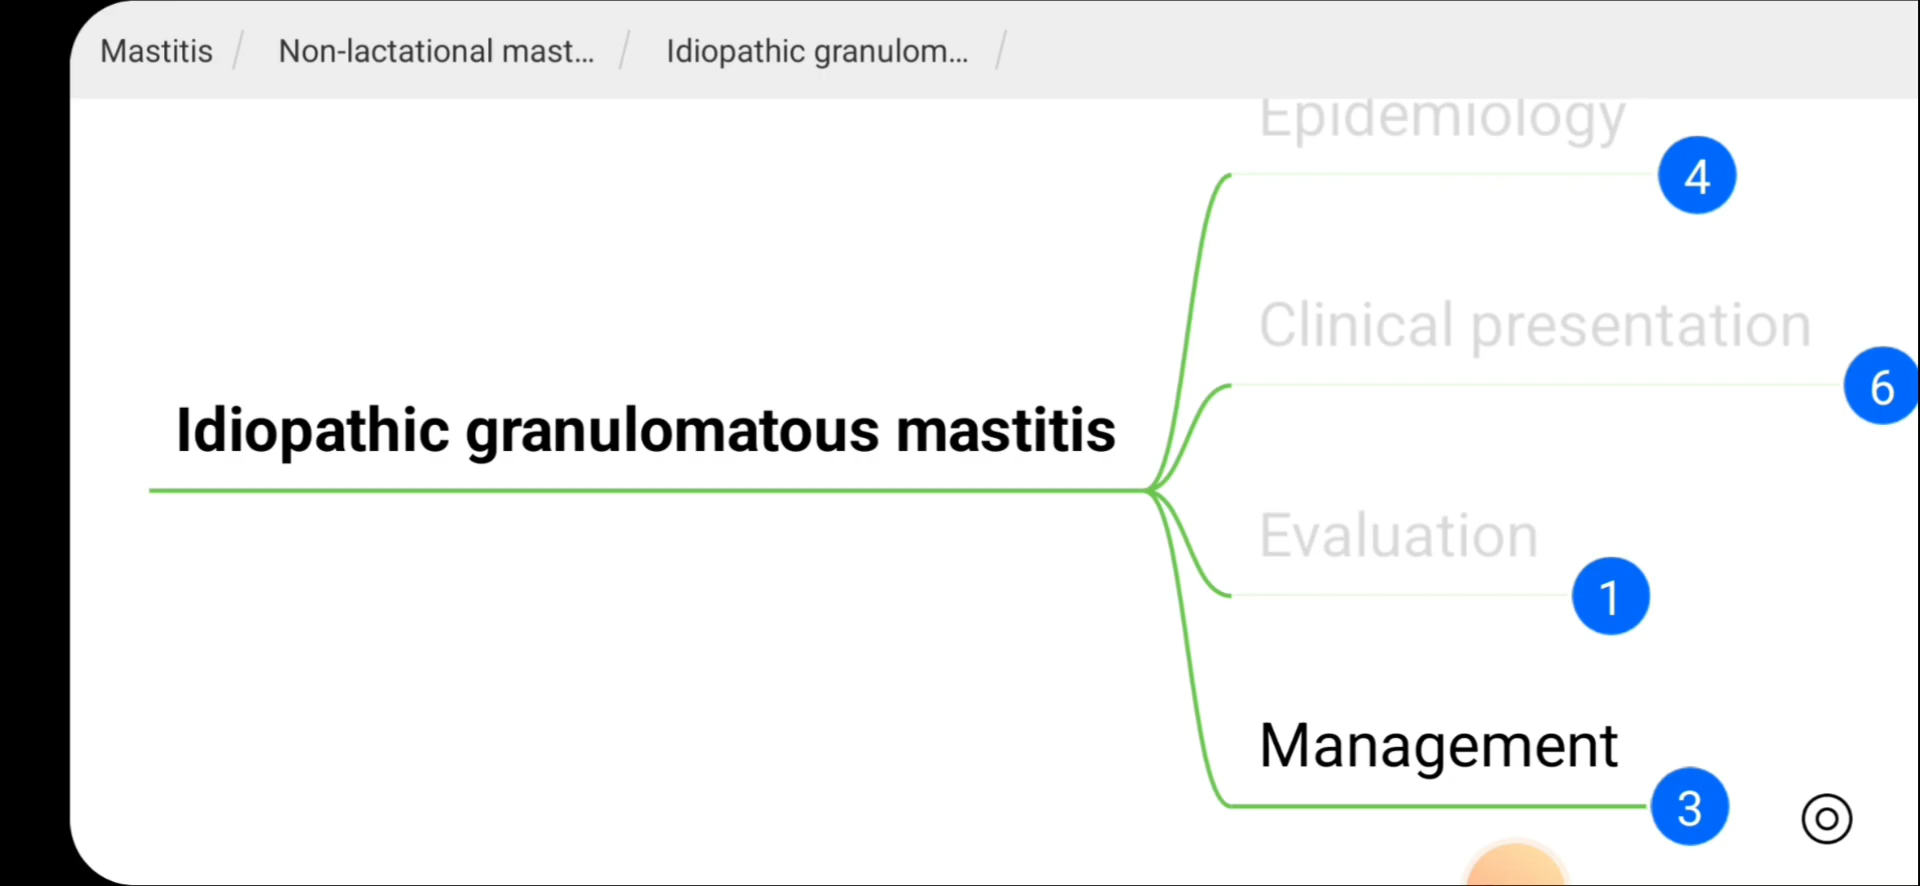 Mastitis
Non-lactational mast...
Idiopathic granulom...
Epidemiology
4
Clinical presentation
6
Idiopathic granulomatous mastitis
Evaluation
1
Management
3